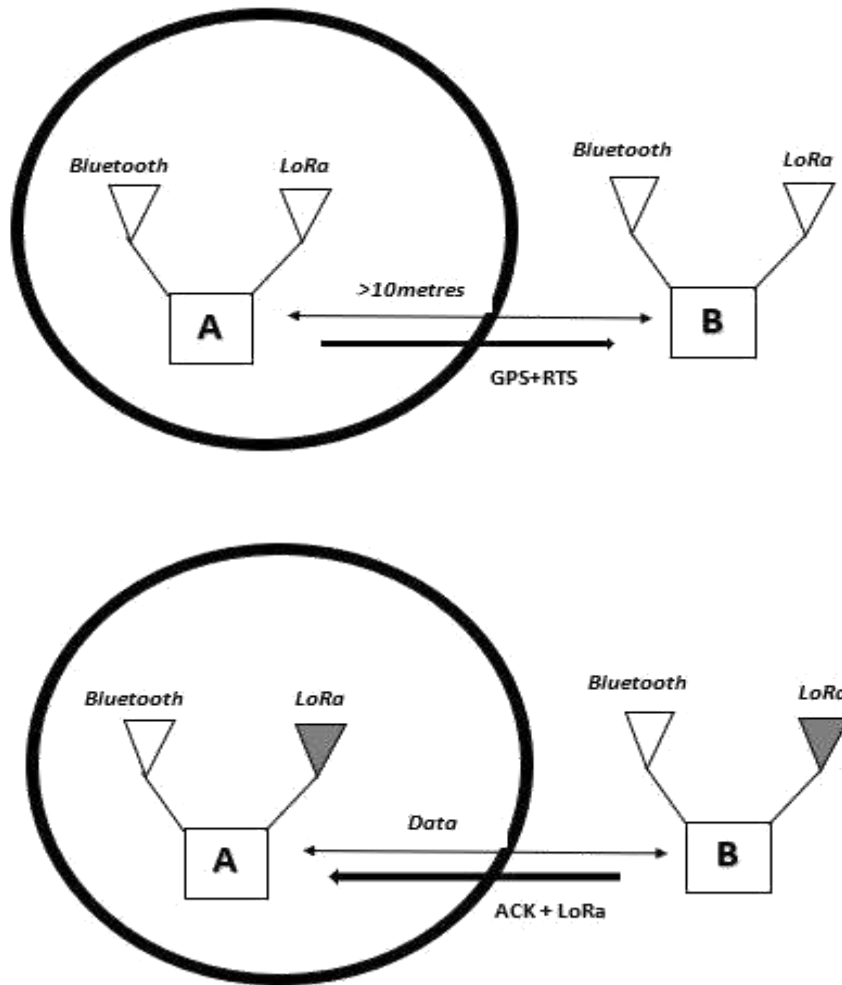 Bluetooth
LoRa
Bluetooth
LoRa
>10metres
A
B
GPS+RTS
Bluetooth
LoRa
Bluetooth
LoRa
Data
A
B
ACK + LoRa